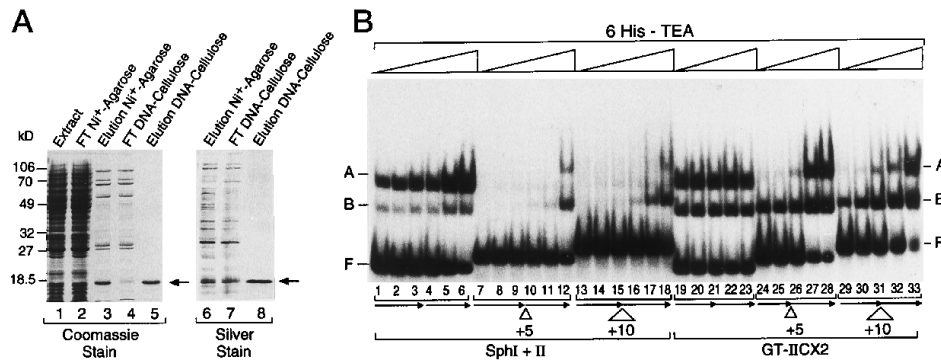 A
Extract
FT Ni+-Agarose
Elution Ni+-Agarose
FT DNA-Cellulose
Elution DNA-Cellulose
Elution Ni+-Agarose
FT DNA-Cellulose
Elution DNA-Cellulose
kD
106
70
49
32
27
18.5
1 2 3 4 5 6 7 8
Coomassie Stain
Silver Stain
B
6 His - TEA
A
B
F
A
B
F
1 2 3 4 5 6 7 8 9 10 11 12 13 14 15 16 17 18 19 20 21 22 23 24 25 26 27 28 29 30 31 32 33
+5 +10 +5 +10
SphI + II GT-IICX2